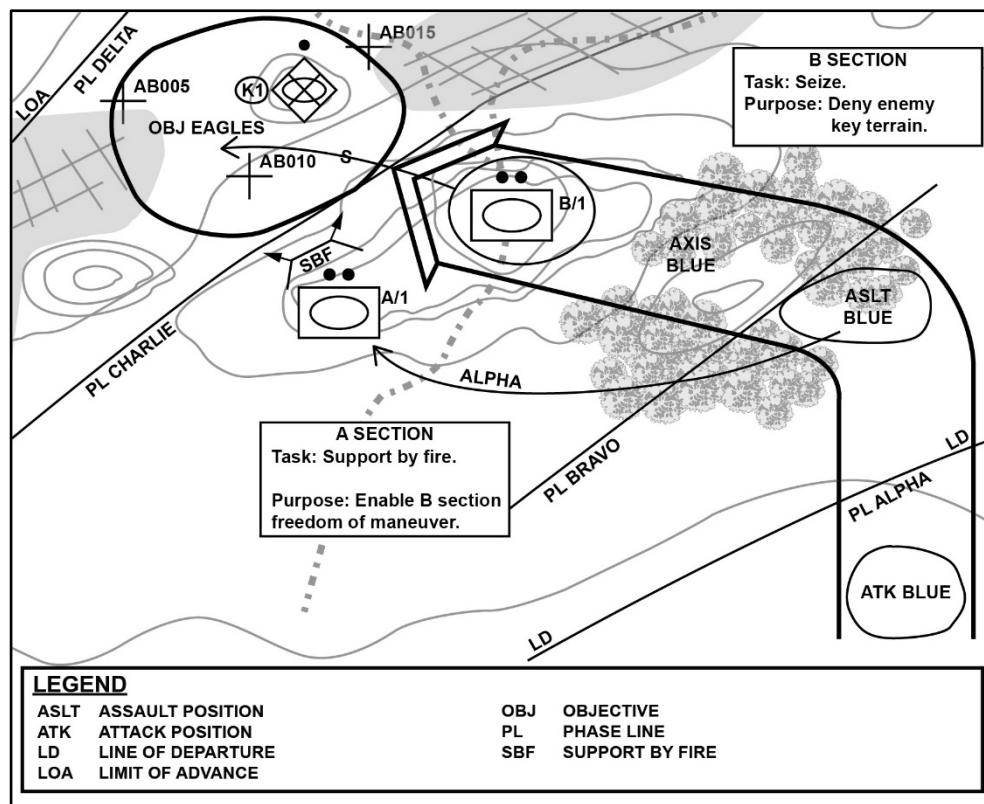 AB015
PL DELTA
LOA
AB005
K1
OBJ EAGLES
AB010
S
B SECTION
Task: Seize.
Purpose: Deny enemy
key terrain.
B/1
AXIS
BLUE
SBF
A/1
ASLT
BLUE
PL CHARLIE
ALPHA
A SECTION
Task: Support by fire.
Purpose: Enable B section
freedom of maneuver.
PL BRAVO
LD
PL ALPHA
ATK BLUE
LD
LEGEND
ASLT ASSAULT POSITION
ATK ATTACK POSITION
LD LINE OF DEPARTURE
LOA LIMIT OF ADVANCE
OBJ OBJECTIVE
PL PHASE LINE
SBF SUPPORT BY FIRE